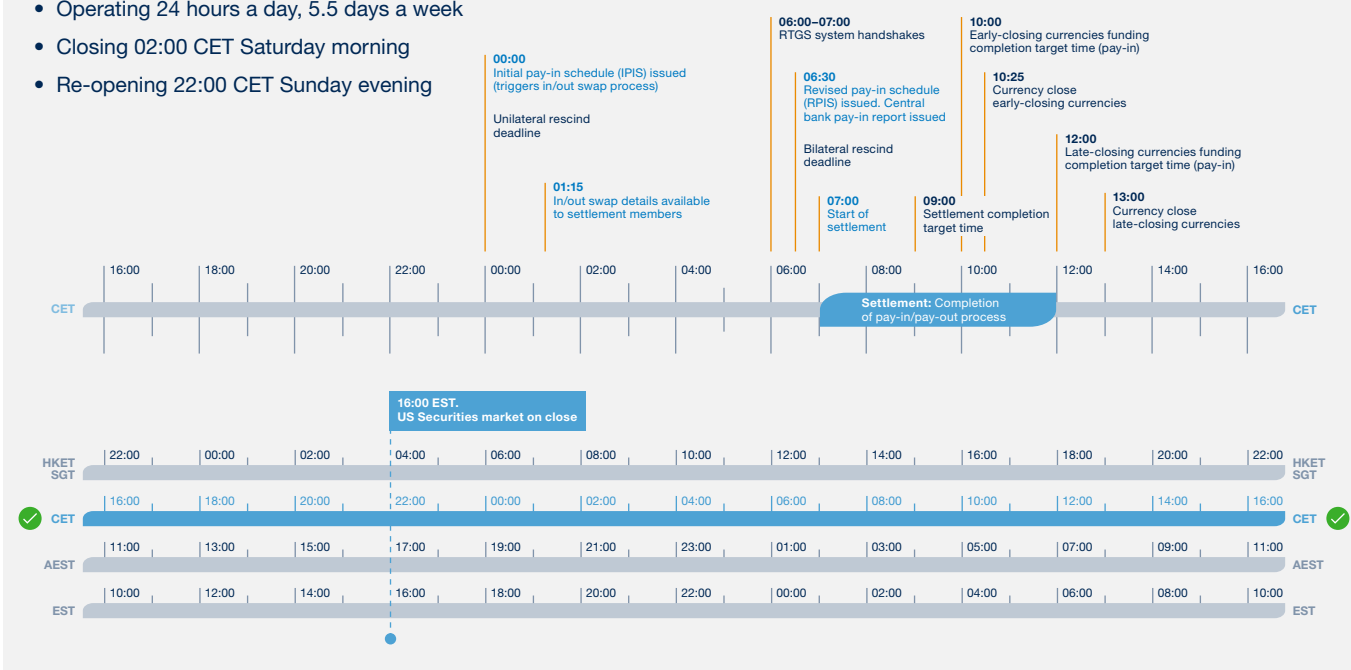 • Operating 24 hours a day, 5.5 days a week
• Closing 02:00 CET Saturday morning
• Re-opening 22:00 CET Sunday evening
00:00
Initial pay-in schedule (IPIS) issued
(triggers in/out swap process)
Unilateral rescind
deadline
01:15
In/out swap details available
to settlement members
06:00–07:00
RTGS system handshakes
06:30
Revised pay-in schedule
(RPIS) issued. Central
bank pay-in report issued
Bilateral rescind
deadline
07:00
Start of
settlement
09:00
Settlement completion
target time
10:00
Early-closing currencies funding
completion target time (pay-in)
10:25
Currency close
early-closing currencies
12:00
Late-closing currencies funding
completion target time (pay-in)
13:00
Currency close
late-closing currencies
16:00 18:00 20:00 22:00 00:00 02:00 04:00 06:00 08:00 10:00 12:00 14:00 16:00
CET CET
Settlement: Completion
of pay-in/pay-out process
16:00 EST.
US Securities market on close
22:00 00:00 02:00 04:00 06:00 08:00 10:00 12:00 14:00 16:00 18:00 20:00 22:00
HKET HKET
SGT SGT
16:00 18:00 20:00 22:00 00:00 02:00 04:00 06:00 08:00 10:00 12:00 14:00 16:00
CET CET
11:00 13:00 15:00 17:00 19:00 21:00 23:00 01:00 03:00 05:00 07:00 09:00 11:00
AEST AEST
10:00 12:00 14:00 16:00 18:00 20:00 22:00 00:00 02:00 04:00 06:00 08:00 10:00
EST EST